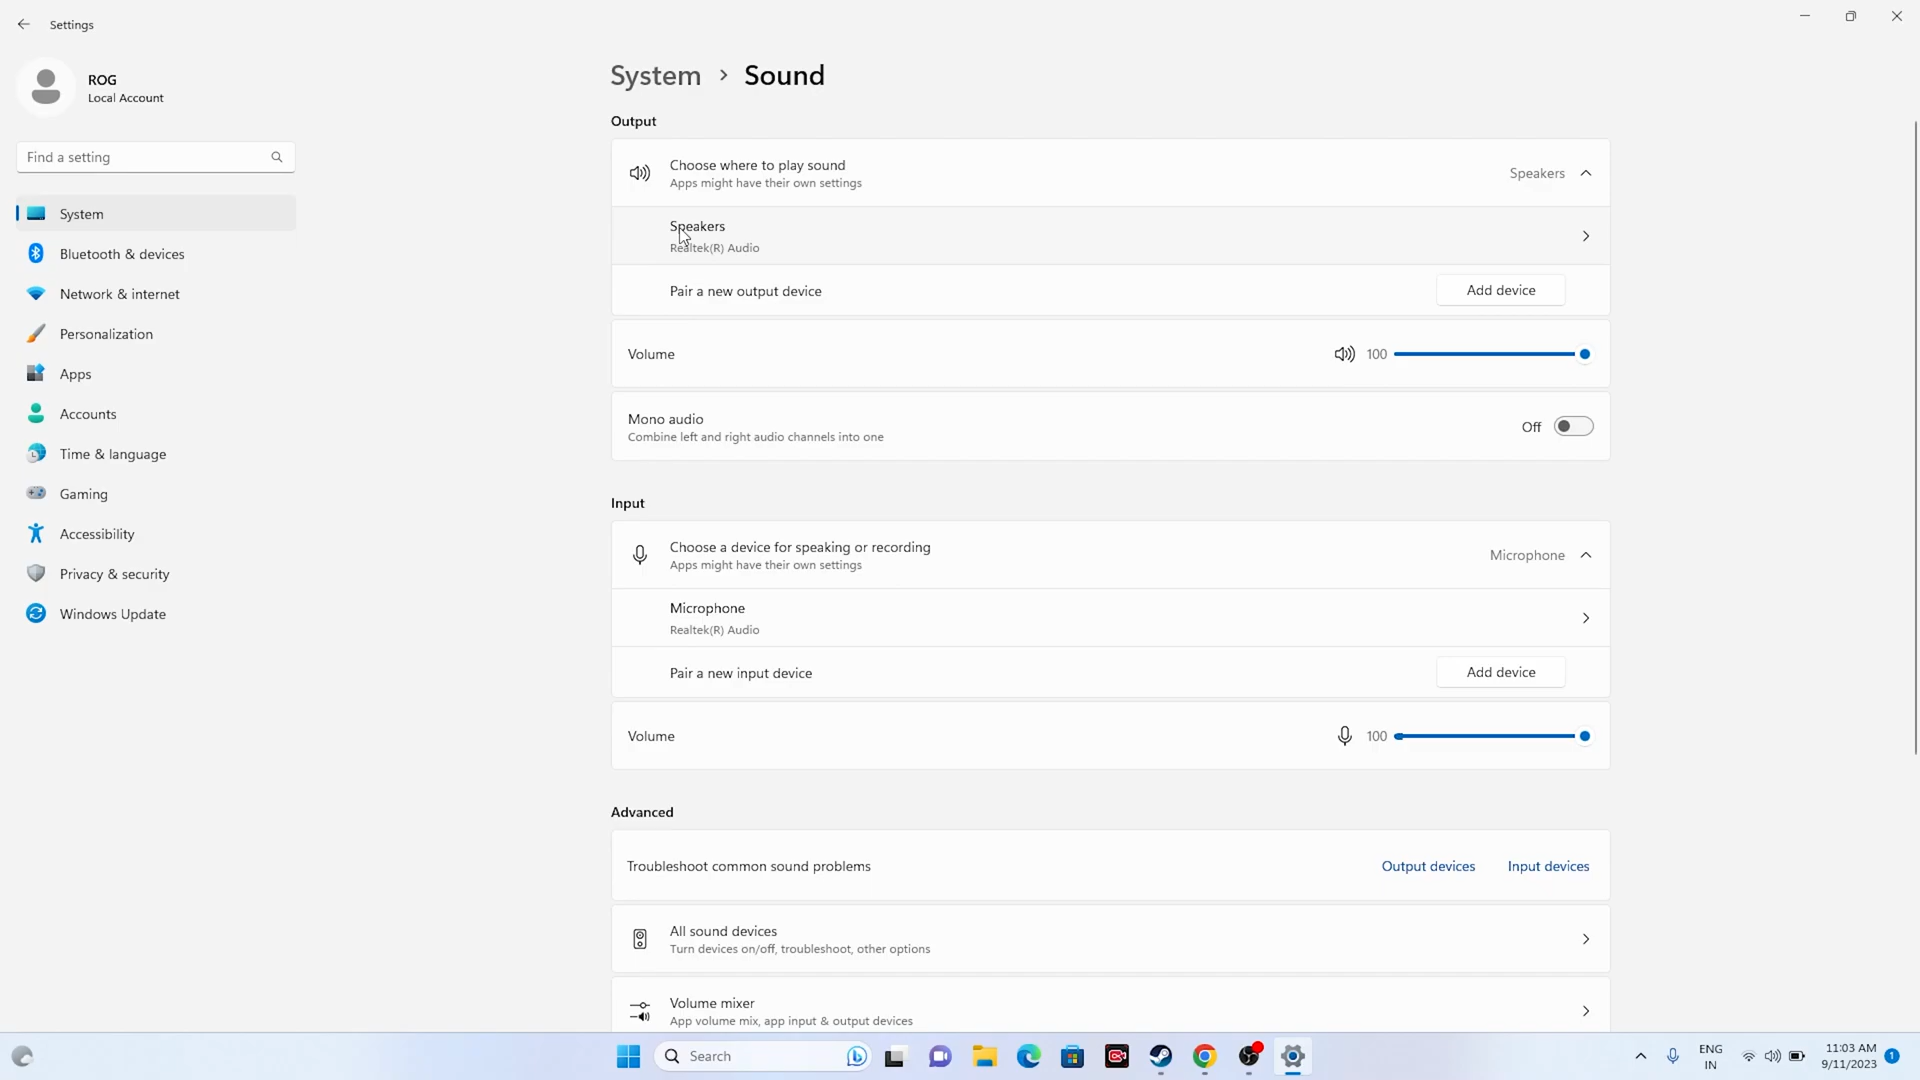 Settings
ROG
Local Account
Find a setting
System
Bluetooth & devices
Network & internet
Personalization
Apps
Accounts
Time & language
Gaming
Accessibility
Privacy & security
Windows Update
System > Sound
Output
Choose where to play sound
Apps might have their own settings
Speakers
Speakers
Realtek(R) Audio
Pair a new output device
Add device
Volume
100
Mono audio
Combine left and right audio channels into one
Off
Input
Choose a device for speaking or recording
Apps might have their own settings
Microphone
Microphone
Realtek(R) Audio
Pair a new input device
Add device
Volume
100
Advanced
Troubleshoot common sound problems
Output devices
Input devices
All sound devices
Turn devices on/off, troubleshoot, other options
Volume mixer
App volume mix, app input & output devices
Search
ENG
IN
11:03 AM
9/11/2023
1